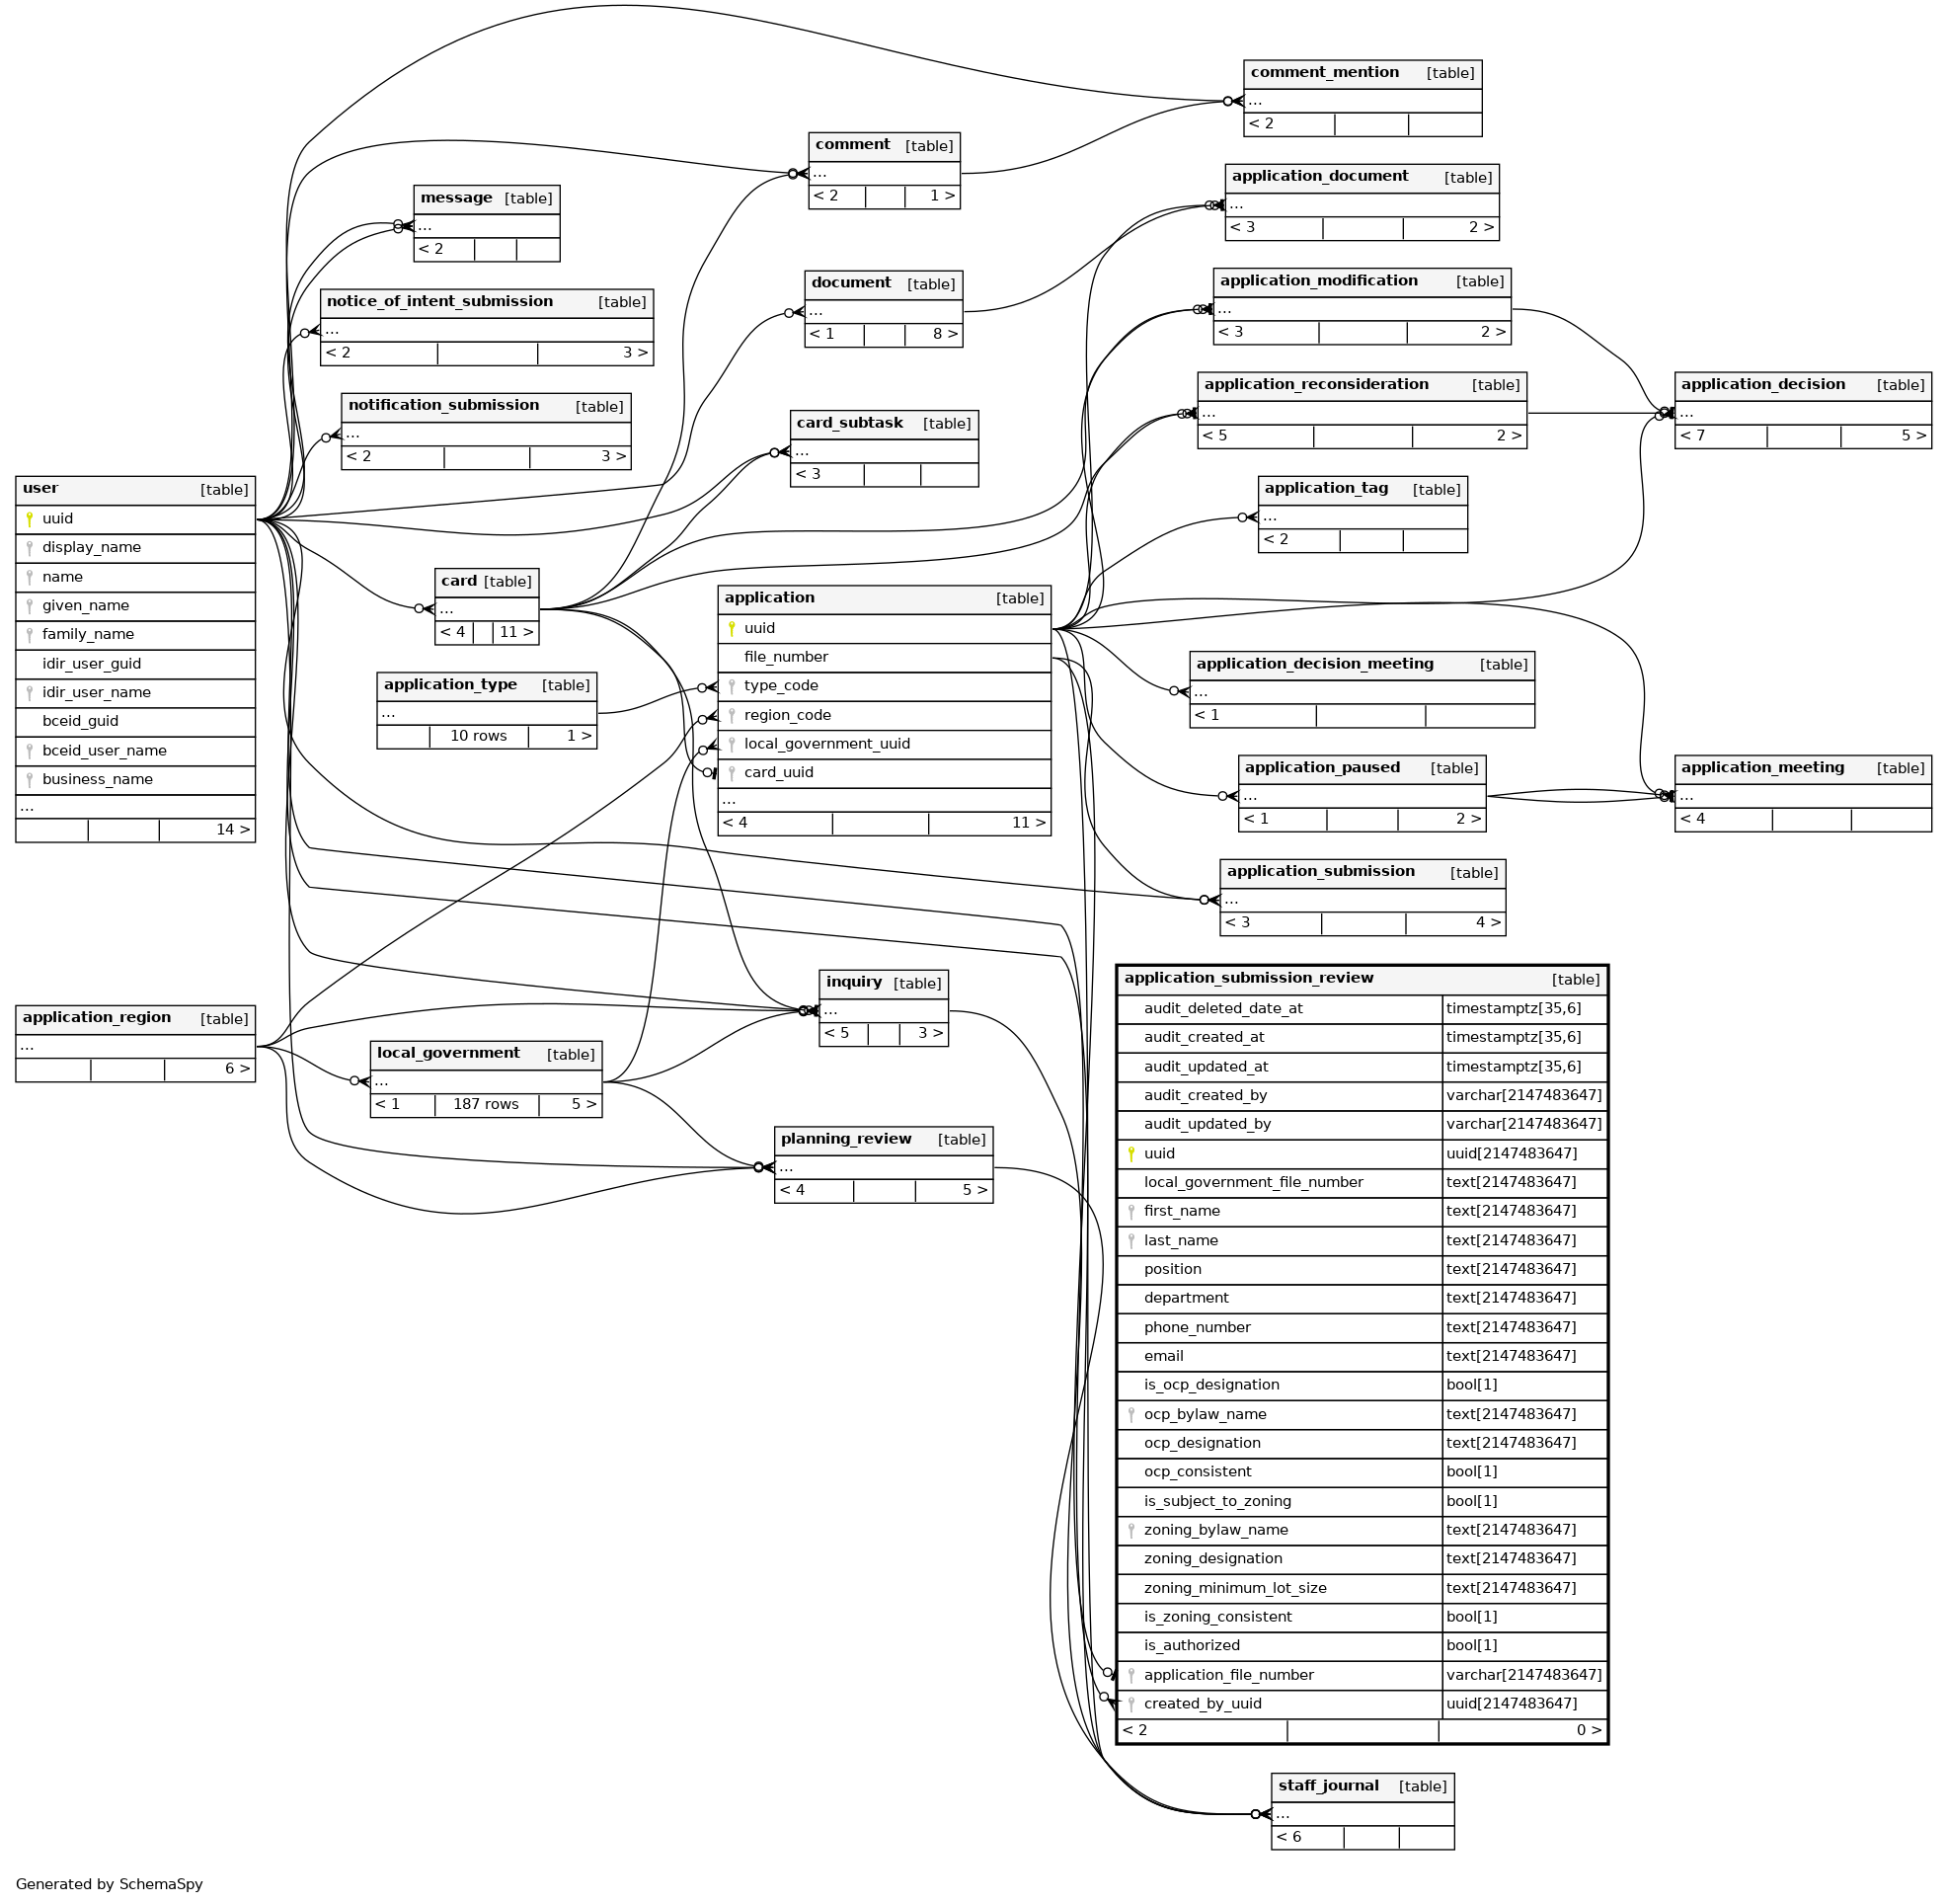 comment_mention [table]
...
< 2
comment [table]
...
< 2 1 >
application_document [table]
...
< 3 2 >
message [table]
...
< 2
document [table]
...
< 1 8 >
application_modification [table]
...
< 3 2 >
notice_of_intent_submission [table]
...
< 2 3 >
notification_submission [table]
...
< 2 3 >
card_subtask [table]
...
< 3
application_reconsideration [table]
...
< 5 2 >
application_decision [table]
...
< 7 5 >
user [table]
uuid
display_name
name
given_name
family_name
idir_user_guid
idir_user_name
bceid_guid
bceid_user_name
business_name
...
14 >
application_tag [table]
...
< 2
card [table]
...
< 4 11 >
application [table]
uuid
file_number
type_code
region_code
local_government_uuid
card_uuid
...
< 4 11 >
application_type [table]
...
10 rows 1 >
application_decision_meeting [table]
...
< 1
application_paused [table]
...
< 1 2 >
application_meeting [table]
...
< 4
application_submission [table]
...
< 3 4 >
application_region [table]
...
6 >
local_government [table]
...
< 1 187 rows 5 >
inquiry [table]
...
< 5 3 >
planning_review [table]
...
< 4 5 >
application_submission_review [table]
audit_deleted_date_at timestamptz[35,6]
audit_created_at timestamptz[35,6]
audit_updated_at timestamptz[35,6]
audit_created_by varchar[2147483647]
audit_updated_by varchar[2147483647]
uuid uuid[2147483647]
local_government_file_number text[2147483647]
first_name text[2147483647]
last_name text[2147483647]
position text[2147483647]
department text[2147483647]
phone_number text[2147483647]
email text[2147483647]
is_ocp_designation bool[1]
ocp_bylaw_name text[2147483647]
ocp_designation text[2147483647]
ocp_consistent bool[1]
is_subject_to_zoning bool[1]
zoning_bylaw_name text[2147483647]
zoning_designation text[2147483647]
zoning_minimum_lot_size text[2147483647]
is_zoning_consistent bool[1]
is_authorized bool[1]
application_file_number varchar[2147483647]
created_by_uuid uuid[2147483647]
< 2 0 >
staff_journal [table]
...
< 6
Generated by SchemaSpy